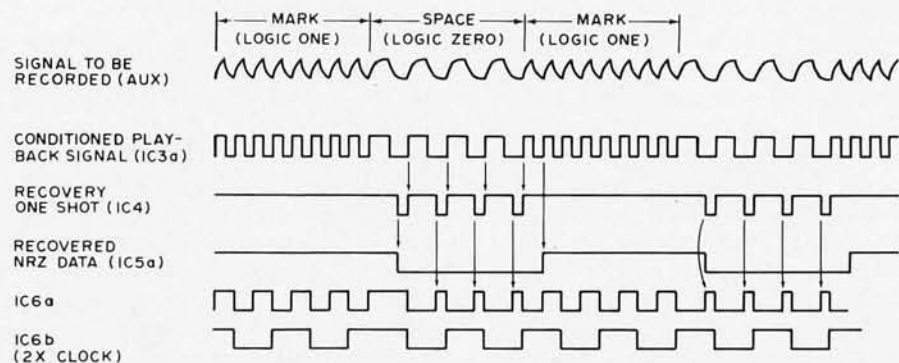 MARK
(LOGIC ONE)
SPACE
(LOGIC ZERO)
MARK
(LOGIC ONE)
SIGNAL TO BE
RECORDED (AUX)
CONDITIONED PLAY-
BACK SIGNAL (IC3a)
RECOVERY
ONE SHOT (IC4)
RECOVERED
NRZ DATA (IC5a)
IC6a
IC6b
(2X CLOCK)